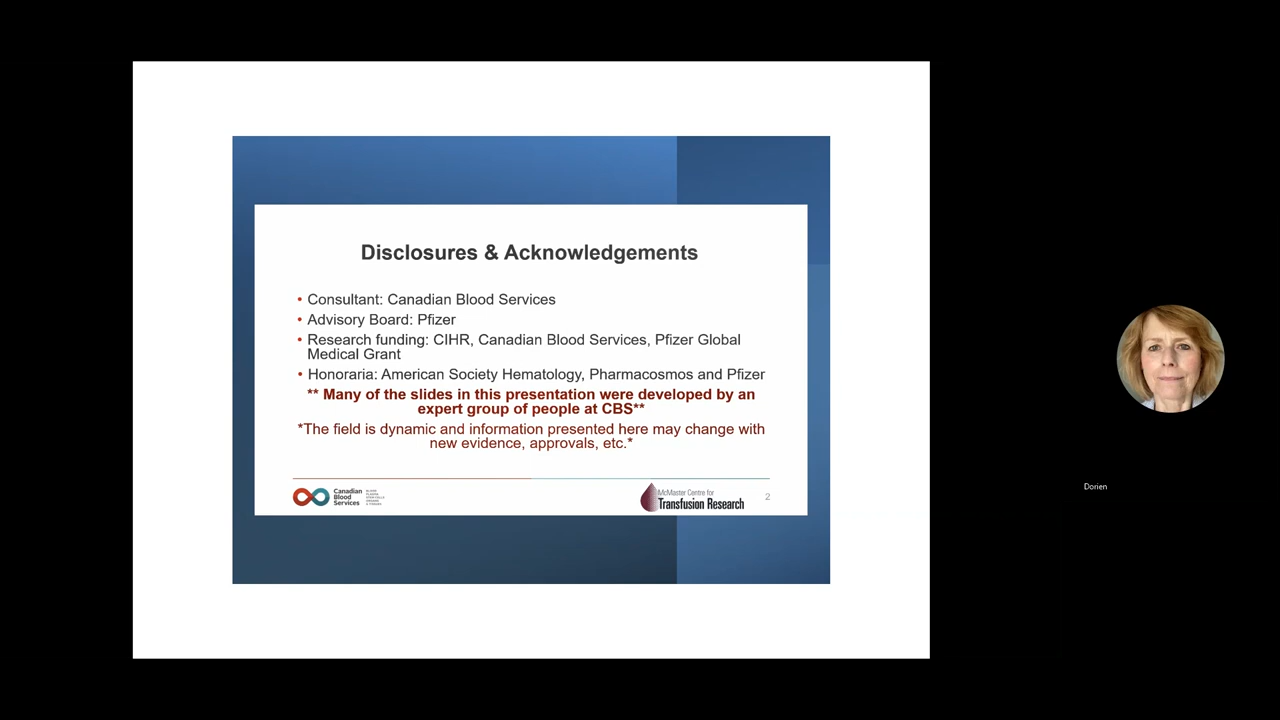 Disclosures & Acknowledgements
• Consultant: Canadian Blood Services
• Advisory Board: Pfizer
• Research funding: CIHR, Canadian Blood Services, Pfizer Global
Medical Grant
• Honoraria: American Society Hematology, Pharmacosmos and Pfizer
** Many of the slides in this presentation were developed by an
expert group of people at CBS**
*The field is dynamic and information presented here may change with
new evidence, approvals, etc.*
Canadian
Blood
Services
McMaster Centre for
Transfusion Research
2
Dorien